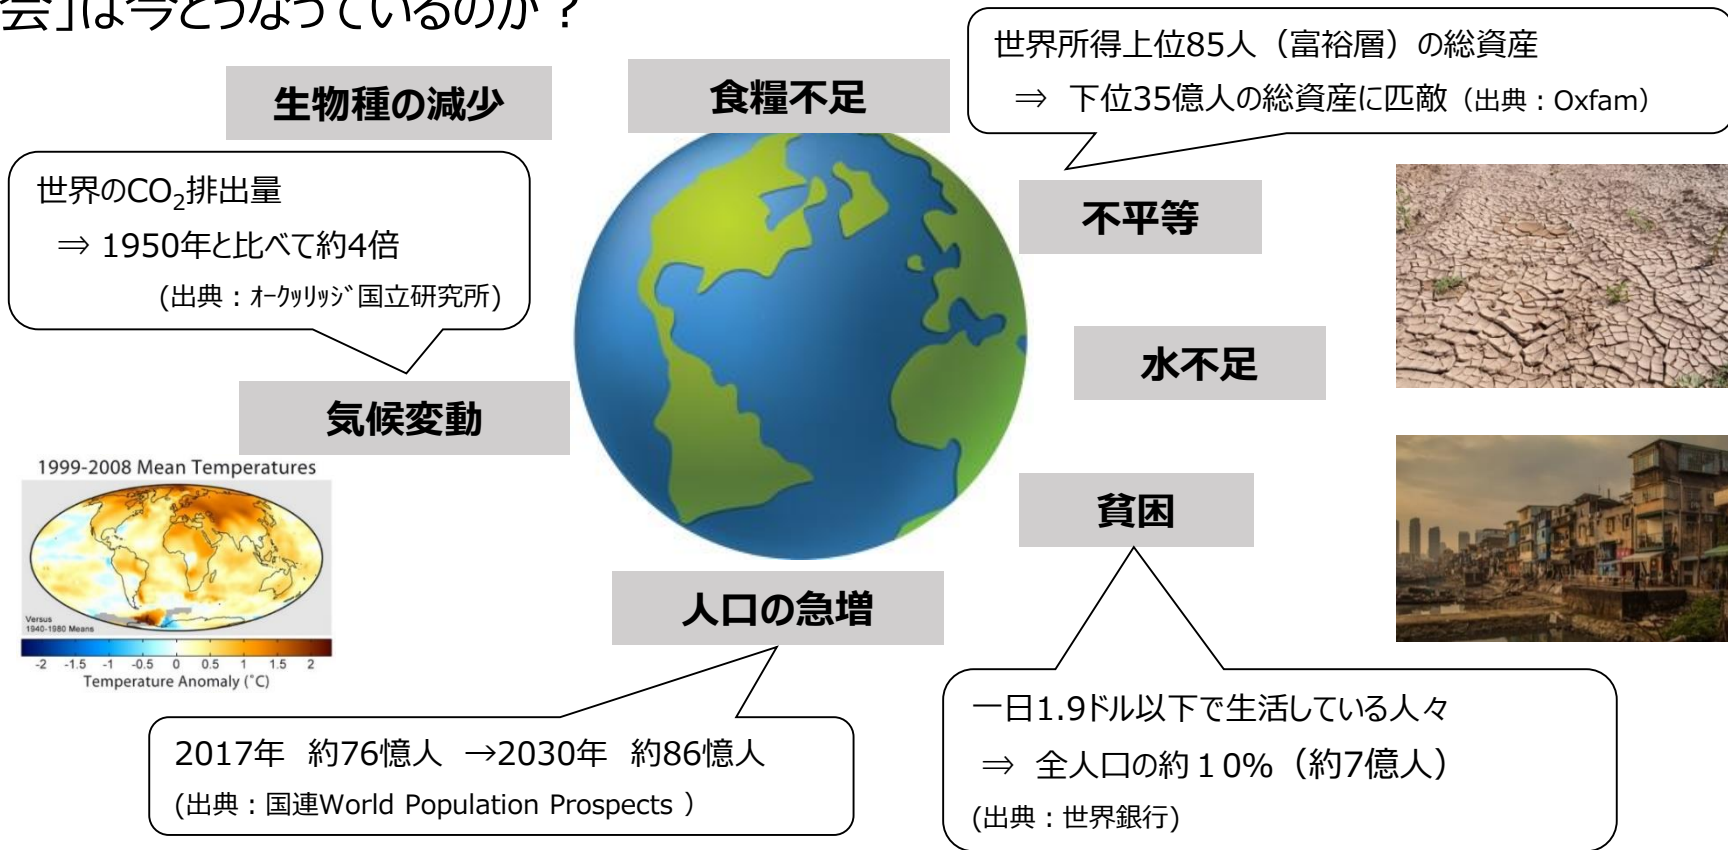 会」は今どうなっているのか？
世界所得上位85人（富裕層）の総資産
⇒ 下位35億人の総資産に匹敵（出典：Oxfam）
生物種の減少
食糧不足
世界のCO₂排出量
⇒ 1950年と比べて約4倍
(出典：ｵｰｸｯﾘｯｼﾞ国立研究所)
不平等
水不足
気候変動
1999-2008 Mean Temperatures
Versus
1940-1980 Means
-2 -1.5 -1 -0.5 0 0.5 1 1.5 2
Temperature Anomaly (˚C)
貧困
人口の急増
2017年 約76憶人 →2030年 約86憶人
(出典：国連World Population Prospects )
一日1.9ドル以下で生活している人々
⇒ 全人口の約１0%（約7億人）
(出典：世界銀行)